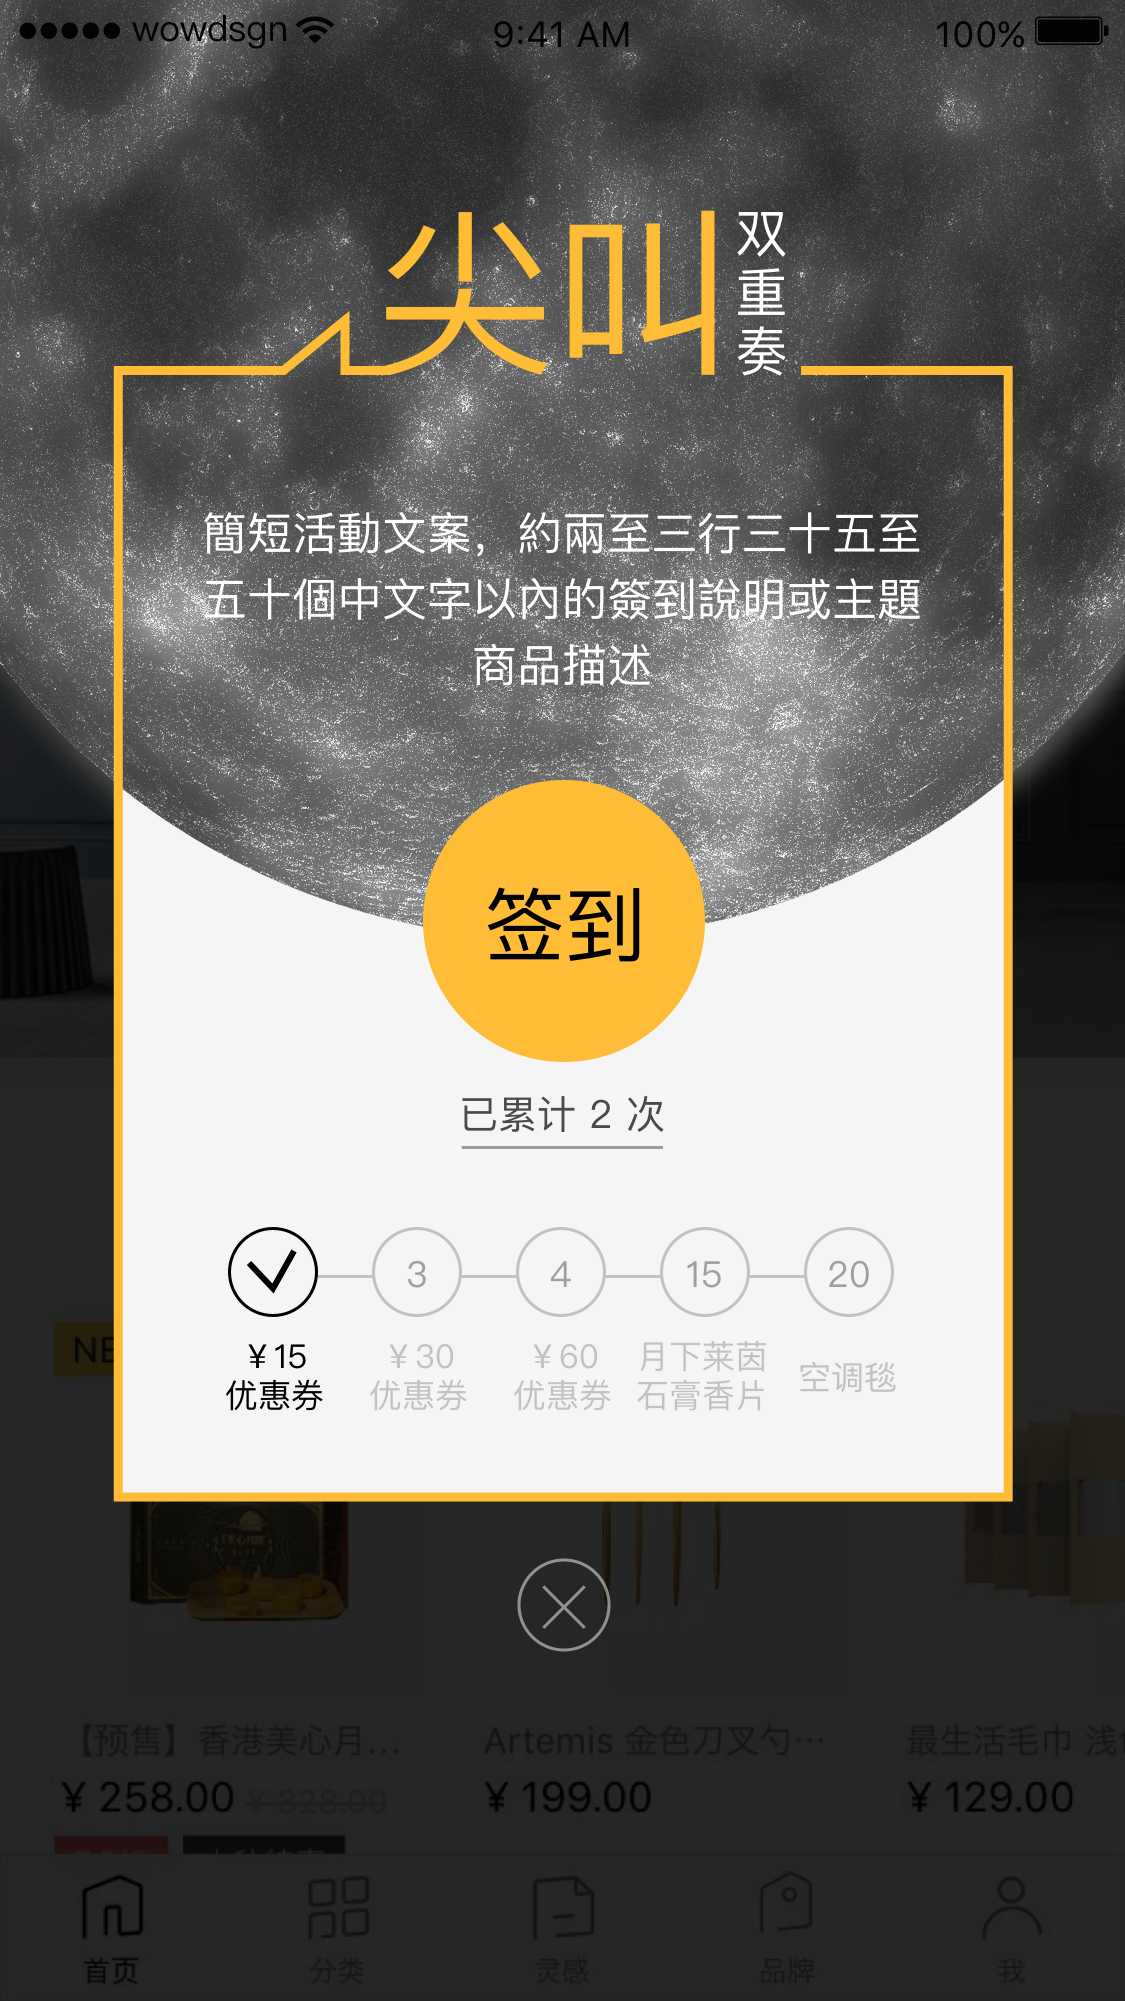 wowdsgn
9:41 AM
100%
尖叫
双重奏
簡短活動文案，約兩至三行三十五至
五十個中文字以內的簽到說明或主題
商品描述
签到
已累计 2 次
3
4
15
20
¥ 15
优惠券
¥ 30
优惠券
¥ 60
优惠券
月下莱茵
石膏香片
空调毯
【预售】香港美心月...
Artemis 金色刀叉勺...
最生活毛巾
¥ 258.00
¥ 328.00
¥ 199.00
¥ 129.00
首页
分类
灵感
品牌
我